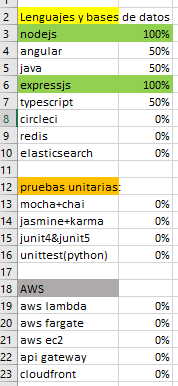 2 Lenguajes y bases de datos
3 nodejs 100%
4 angular 50%
5 java 50%
6 expressjs 100%
7 typescript 50%
8 circleci 0%
9 redis 0%
10 elasticsearch 0%
11
12 pruebas unitarias:
13 mocha+chai 0%
14 jasmine+karma 0%
15 junit4&junit5 0%
16 unittest(python) 0%
17
18 AWS
19 aws lambda 0%
20 aws fargate 0%
21 aws ec2 0%
22 api gateway 0%
23 cloudfront 0%